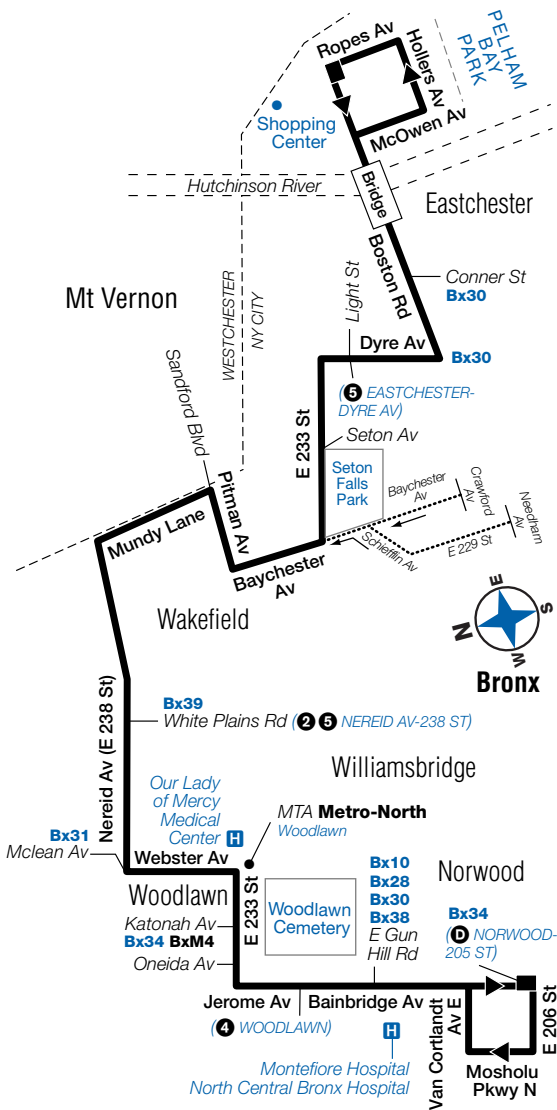 Ropes Av
Hollers Av
PELHAM
BAY
PARK
Shopping
Center
McOwen Av
Hutchinson River
Bridge
Eastchester
Boston Rd
Conner St
Bx30
Mt Vernon
WESTCHESTER
NY CITY
Light St
Dyre Av
Bx30
(5 EASTCHESTER-
DYRE AV)
Sandford Blvd
E 233 St
Seton Av
Seton
Falls
Park
Baychester
Av
Crawford
Av
Needham
Av
Schiefflin Av
E 229 St
Pitman Av
Mundy Lane
Baychester
Av
Wakefield
N
E
S
W
Bronx
Nereid Av (E 238 St)
Bx39
White Plains Rd (2 5 NEREID AV-238 ST)
Williamsbridge
Our Lady
of Mercy
Medical
Center H
MTA Metro-North
Woodlawn
Bx31
Mclean Av
Webster Av
Woodlawn
E 233 St
Woodlawn
Cemetery
Bx10
Bx28
Bx30
Bx38
E Gun
Hill Rd
Norwood
Bx34
(D NORWOOD-
205 ST)
Katonah Av
Bx34 BxM4
Oneida Av
Jerome Av
Bainbridge Av
(4 WOODLAWN)
H
Montefiore Hospital
North Central Bronx Hospital
Van Cortlandt
Av E
E 206 St
Mosholu
Pkwy N